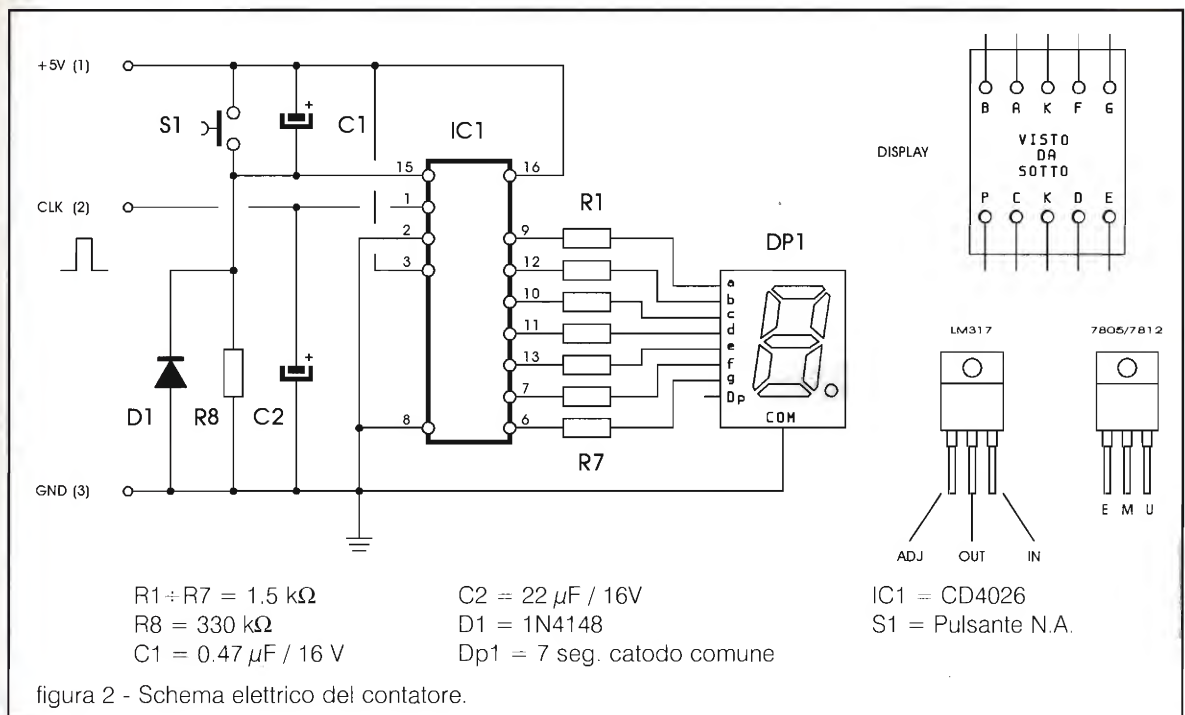 +5V (1)
S1
C1
IC1
15
16
CLK (2)
1
2
3
9
12
10
11
13
7
6
8
R1
R7
DP1
a
b
c
d
e
f
g
Dp
COM
D1
R8
C2
GND (3)
DISPLAY
B A K F G
VISTO
DA
SOTTO
P C K D E
LM317
7805/7812
ADJ OUT IN
E M U
R1÷R7 = 1.5 kΩ
R8 = 330 kΩ
C1 = 0.47 µF / 16 V
C2 = 22 µF / 16V
D1 = 1N4148
Dp1 = 7 seg. catodo comune
IC1 = CD4026
S1 = Pulsante N.A.
figura 2 - Schema elettrico del contatore.